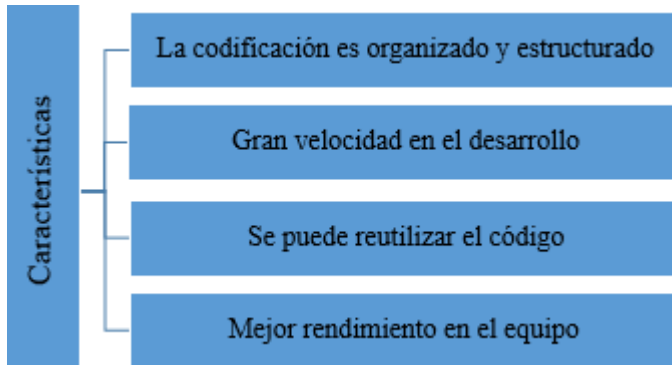 Características
La codificación es organizado y estructurado
Gran velocidad en el desarrollo
Se puede reutilizar el código
Mejor rendimiento en el equipo